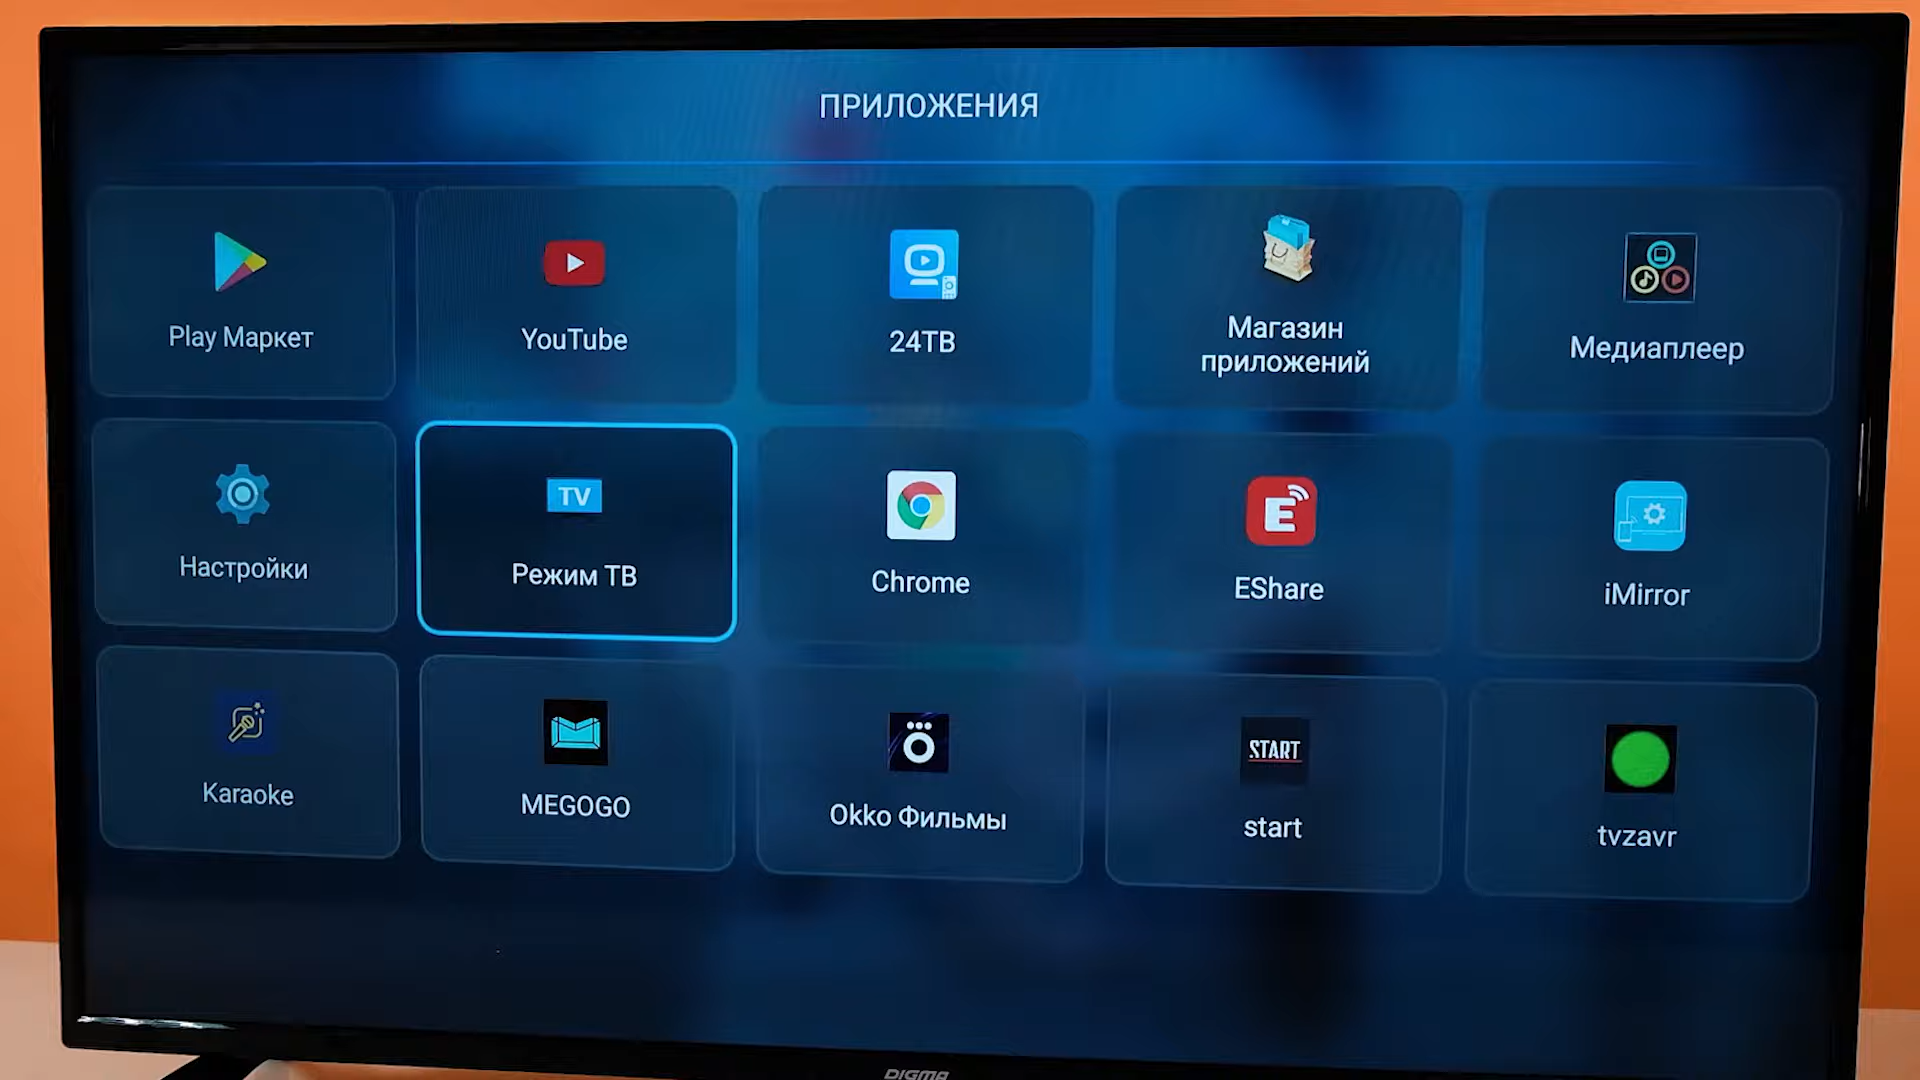 ПРИЛОЖЕНИЯ
Play Маркет
YouTube
24ТВ
Магазин
приложений
Медиаплеер
Настройки
TV
Режим ТВ
Chrome
E
EShare
iMirror
Karaoke
MEGOGO
Okko Фильмы
START
start
tvzavr
DIGMA